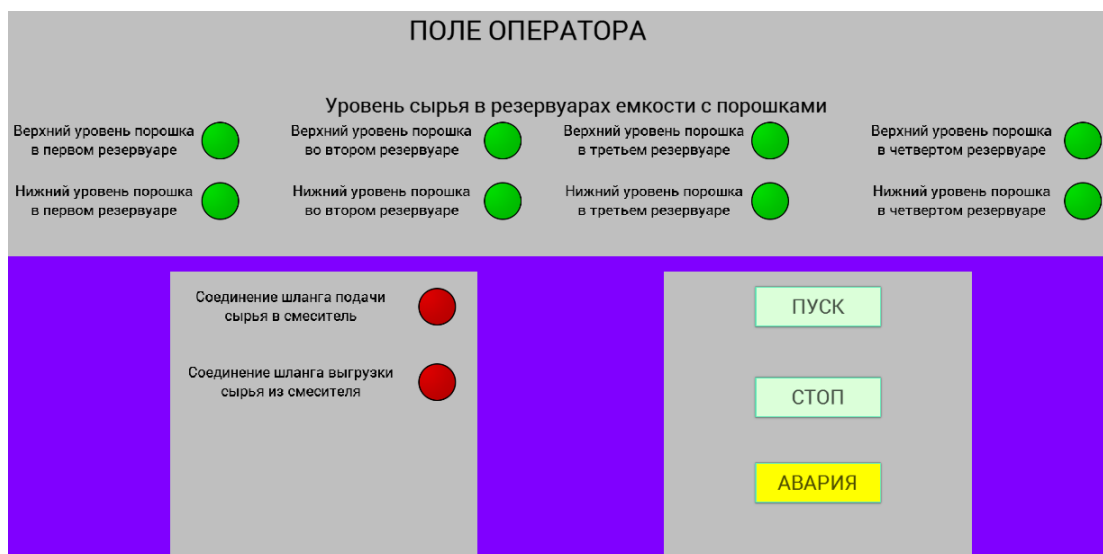 ПОЛЕ ОПЕРАТОРА
Уровень сырья в резервуарах емкости с порошками
Верхний уровень порошка
в первом резервуаре
Верхний уровень порошка
во втором резервуаре
Верхний уровень порошка
в третьем резервуаре
Верхний уровень порошка
в четвертом резервуаре
Нижний уровень порошка
в первом резервуаре
Нижний уровень порошка
во втором резервуаре
Нижний уровень порошка
в третьем резервуаре
Нижний уровень порошка
в четвертом резервуаре
Соединение шланга подачи
сырья в смеситель
Соединение шланга выгрузки
сырья из смесителя
ПУСК
СТОП
АВАРИЯ